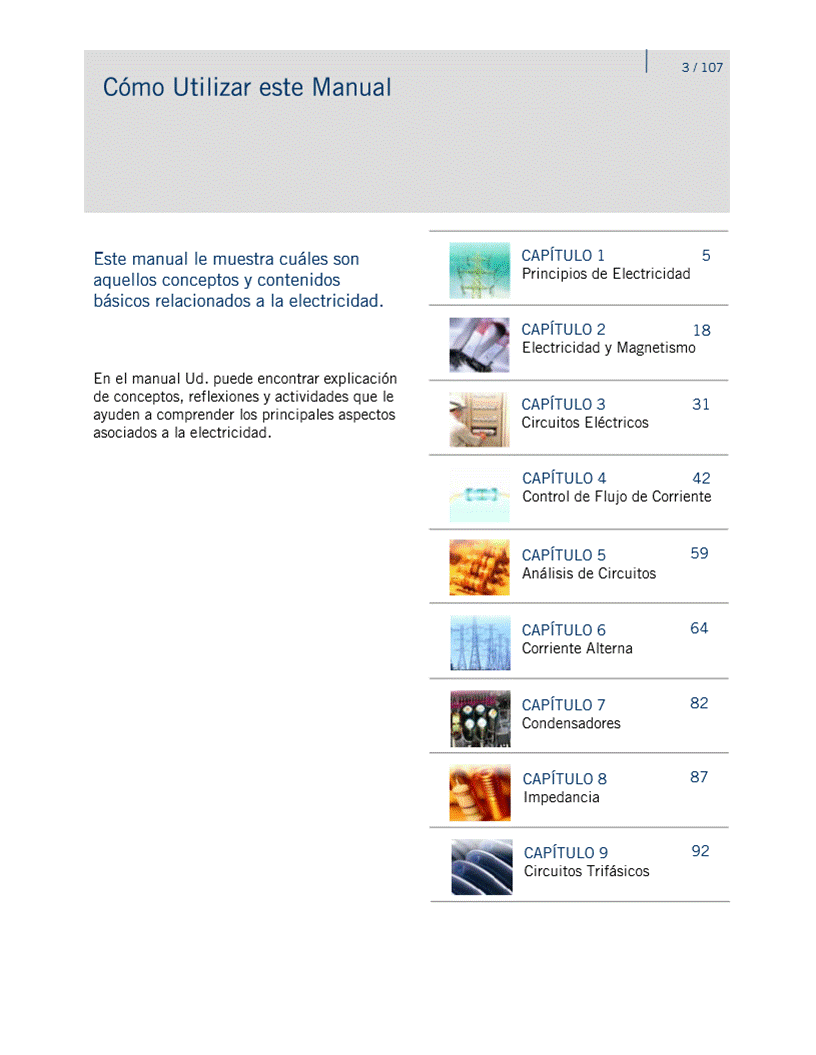 3 / 107
Cómo Utilizar este Manual
Este manual le muestra cuáles son
aquellos conceptos y contenidos
básicos relacionados a la electricidad.
En el manual Ud. puede encontrar explicación
de conceptos, reflexiones y actividades que le
ayuden a comprender los principales aspectos
asociados a la electricidad.
CAPÍTULO 1 5
Principios de Electricidad
CAPÍTULO 2 18
Electricidad y Magnetismo
CAPÍTULO 3 31
Circuitos Eléctricos
CAPÍTULO 4 42
Control de Flujo de Corriente
CAPÍTULO 5 59
Análisis de Circuitos
CAPÍTULO 6 64
Corriente Alterna
CAPÍTULO 7 82
Condensadores
CAPÍTULO 8 87
Impedancia
CAPÍTULO 9 92
Circuitos Trifásicos